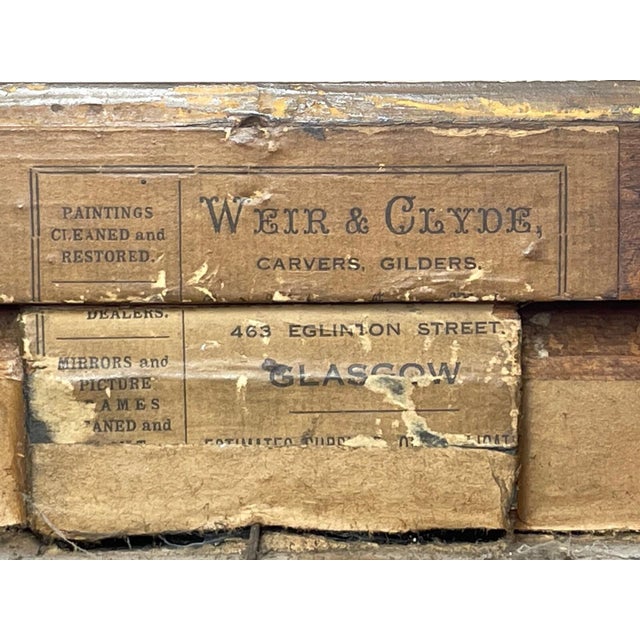 PAINTINGS
CLEANED and
RESTORED.
WEIR & CLYDE,
CARVERS, GILDERS.
DEALERS.
MIRRORS and
PICTURE
AMES
ANED and
463 EGLINTON STREET.
GLASGOW
ESTIMATES